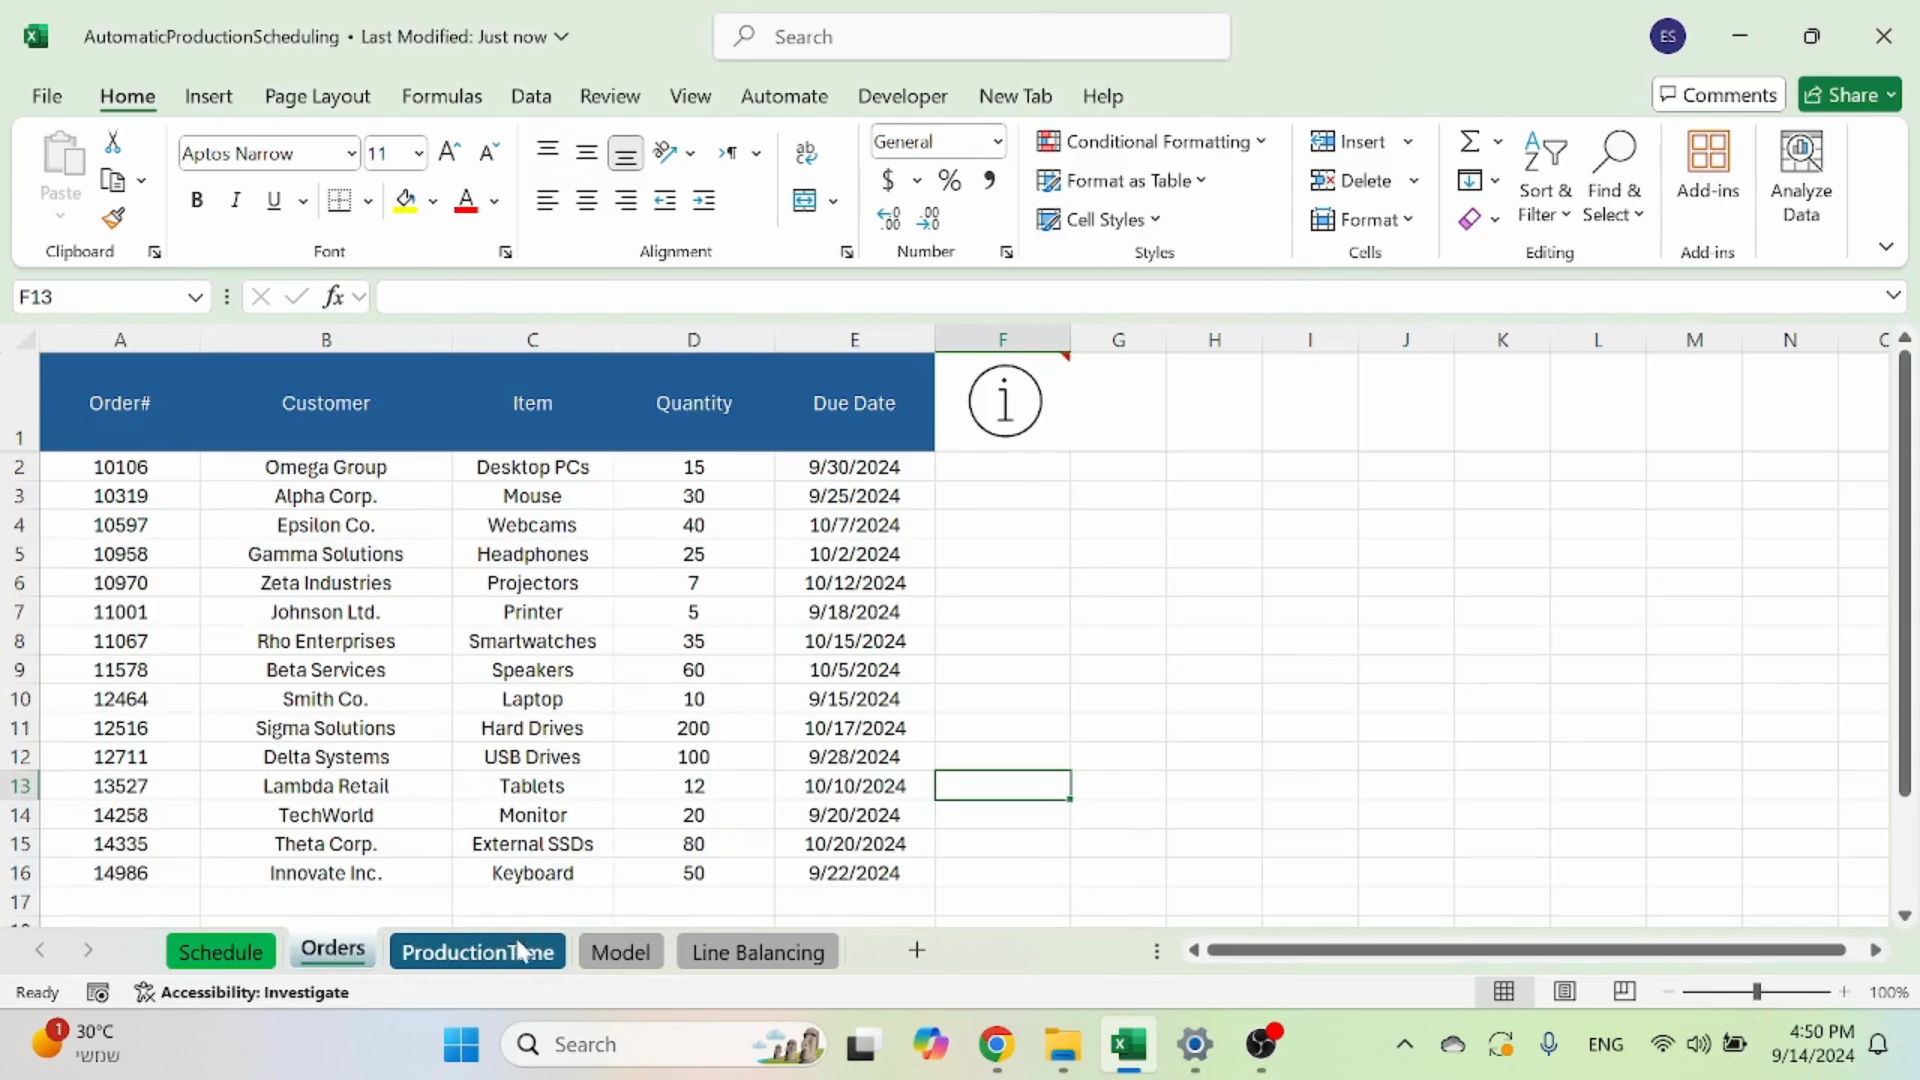 AutomaticProductionScheduling • Last Modified: Just now
Search
ES
File Home Insert Page Layout Formulas Data Review View Automate Developer New Tab Help
Comments Share
Paste
Clipboard
Aptos Narrow 11
B I U
Font
Alignment
General
$ % 9
Number
Conditional Formatting
Format as Table
Cell Styles
Styles
Insert
Delete
Format
Cells
Sort & Filter
Find & Select
Editing
Add-ins
Add-ins
Analyze Data
F13 fx
A B C D E F G H I J K L M N
1 Order# Customer Item Quantity Due Date i
2 10106 Omega Group Desktop PCs 15 9/30/2024
3 10319 Alpha Corp. Mouse 30 9/25/2024
4 10597 Epsilon Co. Webcams 40 10/7/2024
5 10958 Gamma Solutions Headphones 25 10/2/2024
6 10970 Zeta Industries Projectors 7 10/12/2024
7 11001 Johnson Ltd. Printer 5 9/18/2024
8 11067 Rho Enterprises Smartwatches 35 10/15/2024
9 11578 Beta Services Speakers 60 10/5/2024
10 12464 Smith Co. Laptop 10 9/15/2024
11 12516 Sigma Solutions Hard Drives 200 10/17/2024
12 12711 Delta Systems USB Drives 100 9/28/2024
13 13527 Lambda Retail Tablets 12 10/10/2024
14 14258 TechWorld Monitor 20 9/20/2024
15 14335 Theta Corp. External SSDs 80 10/20/2024
16 14986 Innovate Inc. Keyboard 50 9/22/2024
17
Schedule Orders ProductionTime Model Line Balancing
Ready Accessibility: Investigate 100%
1 30°C
שמשי
Search
ENG
4:50 PM
9/14/2024